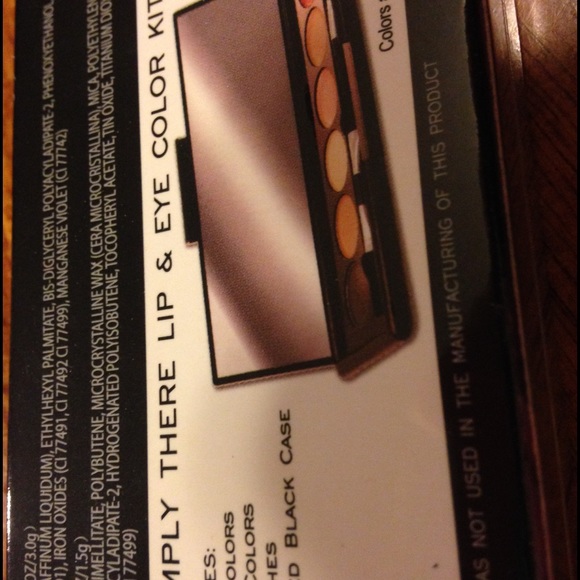 OZ/3.0g)
AFFINUM LIQUIDUM), ETHYLHEXYL PALMITATE, BIS-DIGLYCERYL POLYACYLADIPATE-2, PHENOXYETHANOL,
1), IRON OXIDES (CI 77491, CI 77492 CI 77499), MANGANESE VIOLET (CI 77742)
Z/1.5g)
IMELLITATE, POLYBUTENE, MICROCRYSTALLINE WAX, (CERA MICROCRISTALLINA), MICA, POLYETHYLEN
CYLADIPATE-2, HYDROGENATED POLYISOBUTENE, TOCOPHERYL ACETATE, TIN OXIDE, TITANIUM DIO
77499)
MPLY THERE LIP & EYE COLOR KIT
ES:
OLORS
COLORS
HES
D BLACK CASE
Colors
AS NOT USED IN THE MANUFACTURING OF THIS PRODUCT